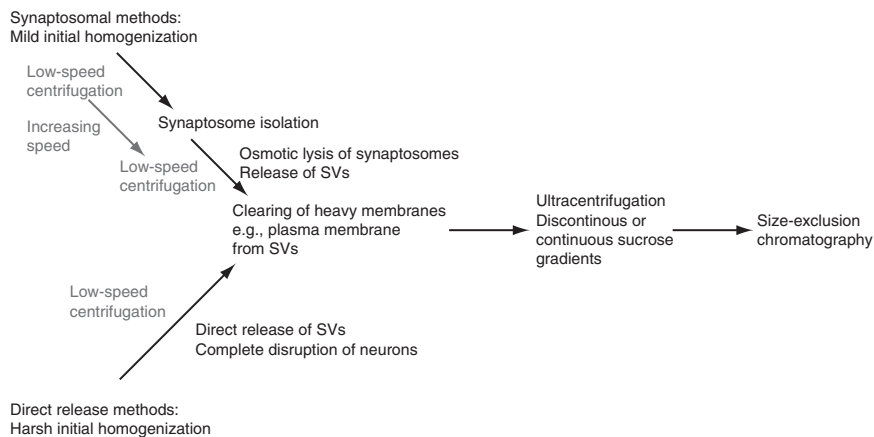 Synaptosomal methods:
Mild initial homogenization
Low-speed
centrifugation
Increasing
speed
Low-speed
centrifugation
Synaptosome isolation
Osmotic lysis of synaptosomes
Release of SVs
Clearing of heavy membranes
e.g., plasma membrane
from SVs
Ultracentrifugation
Discontinous or
continuous sucrose
gradients
Size-exclusion
chromatography
Low-speed
centrifugation
Direct release of SVs
Complete disruption of neurons
Direct release methods:
Harsh initial homogenization